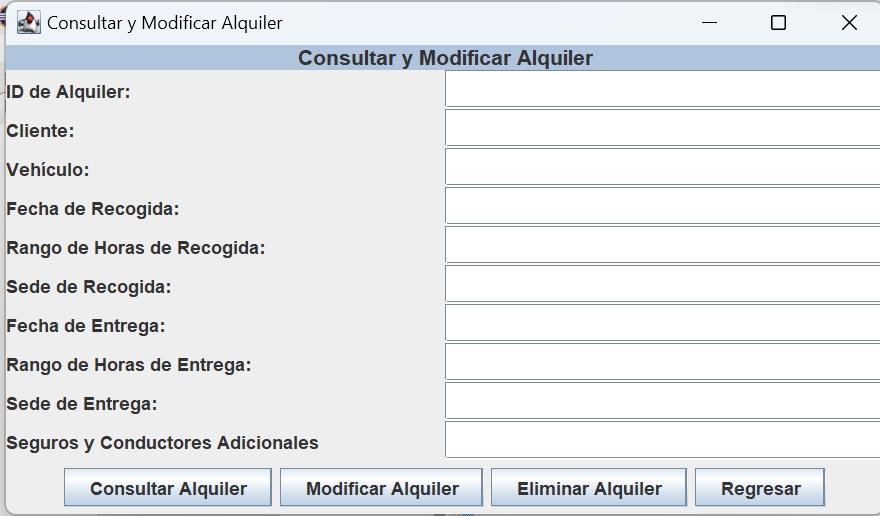 Consultar y Modificar Alquiler
Consultar y Modificar Alquiler
ID de Alquiler:
Cliente:
Vehículo:
Fecha de Recogida:
Rango de Horas de Recogida:
Sede de Recogida:
Fecha de Entrega:
Rango de Horas de Entrega:
Sede de Entrega:
Seguros y Conductores Adicionales
Consultar Alquiler Modificar Alquiler Eliminar Alquiler Regresar